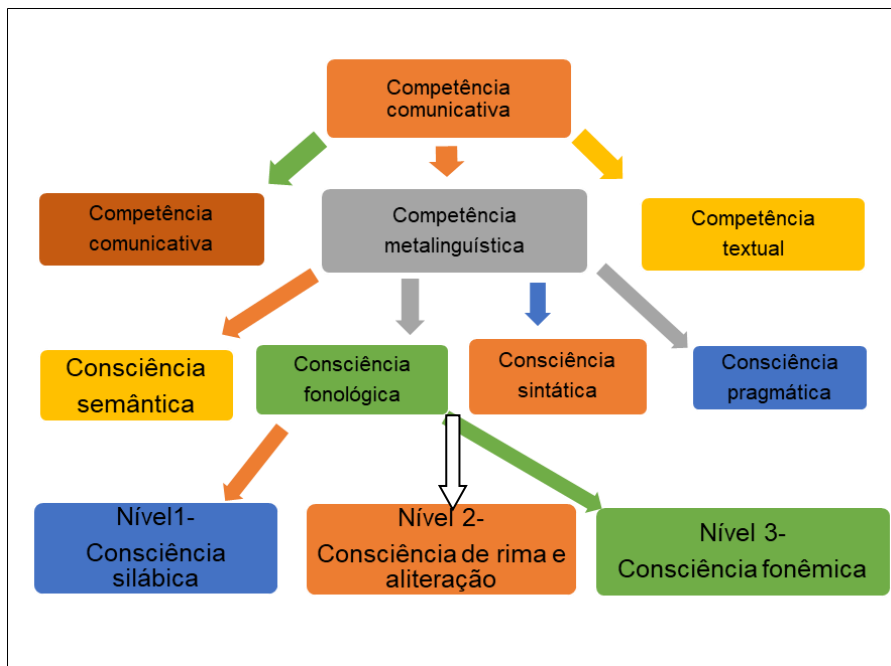 Competência
comunicativa
Competência
comunicativa
Competência
metalinguística
Competência
textual
Consciência
semântica
Consciência
fonológica
Consciência
sintática
Consciência
pragmática
Nível1-
Consciência
silábica
Nível 2-
Consciência de rima e
aliteração
Nível 3-
Consciência fonêmica